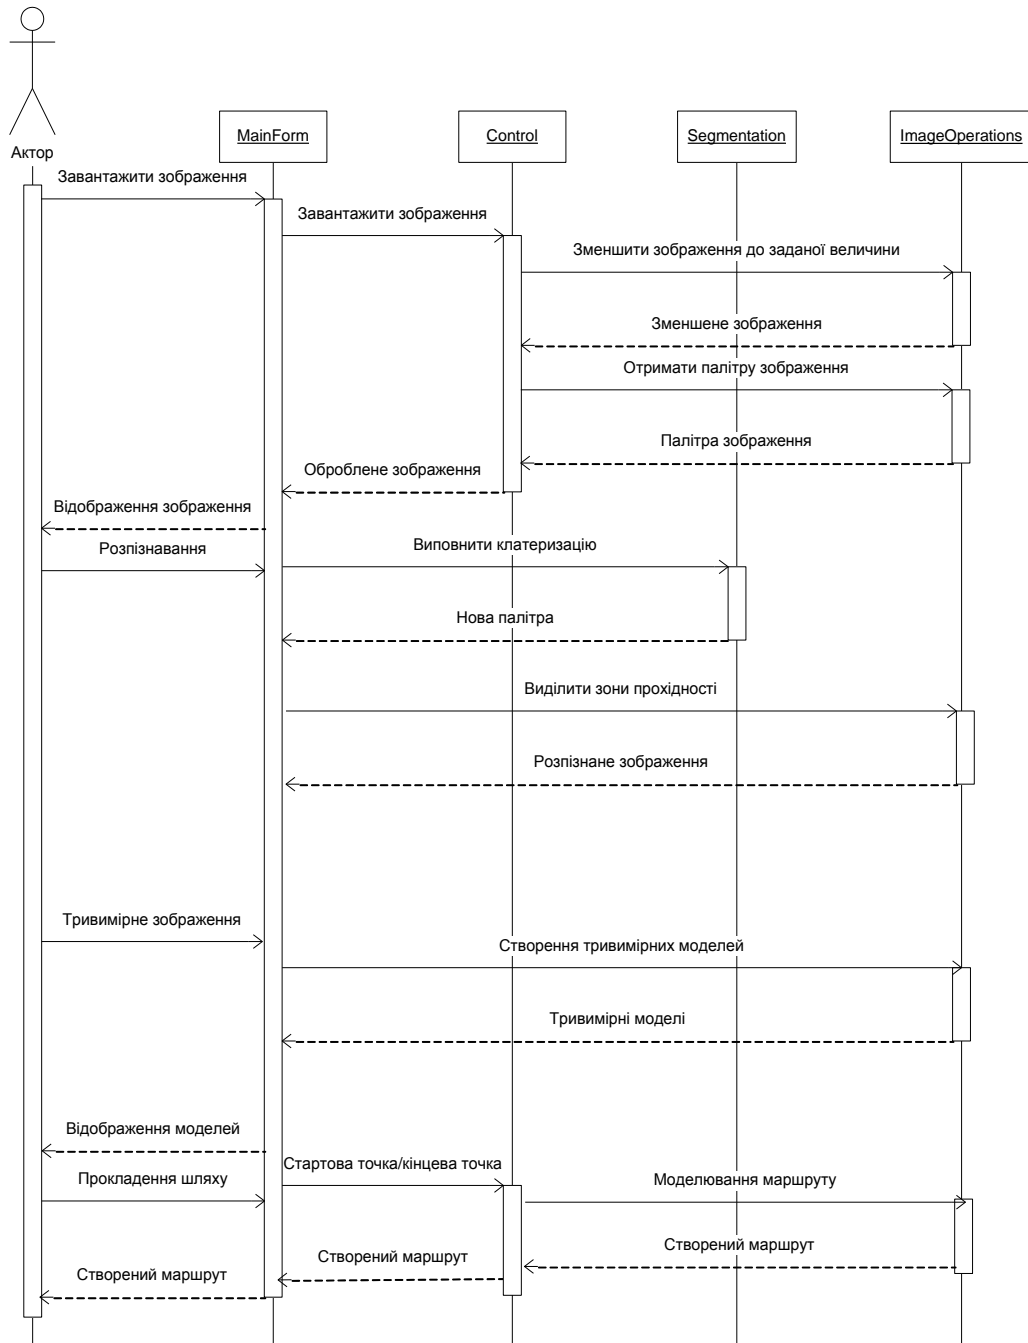 Актор
MainForm
Control
Segmentation
ImageOperations
Завантажити зображення
Завантажити зображення
Зменшити зображення до заданої величини
Зменшене зображення
Отримати палітру зображення
Палітра зображення
Оброблене зображення
Відображення зображення
Розпізнавання
Виповнити клатеризацію
Нова палітра
Виділити зони прохідності
Розпізнане зображення
Тривимірне зображення
Створення тривимірних моделей
Тривимірні моделі
Відображення моделей
Стартова точка/кінцева точка
Прокладення шляху
Моделювання маршруту
Створений маршрут
Створений маршрут
Створений маршрут